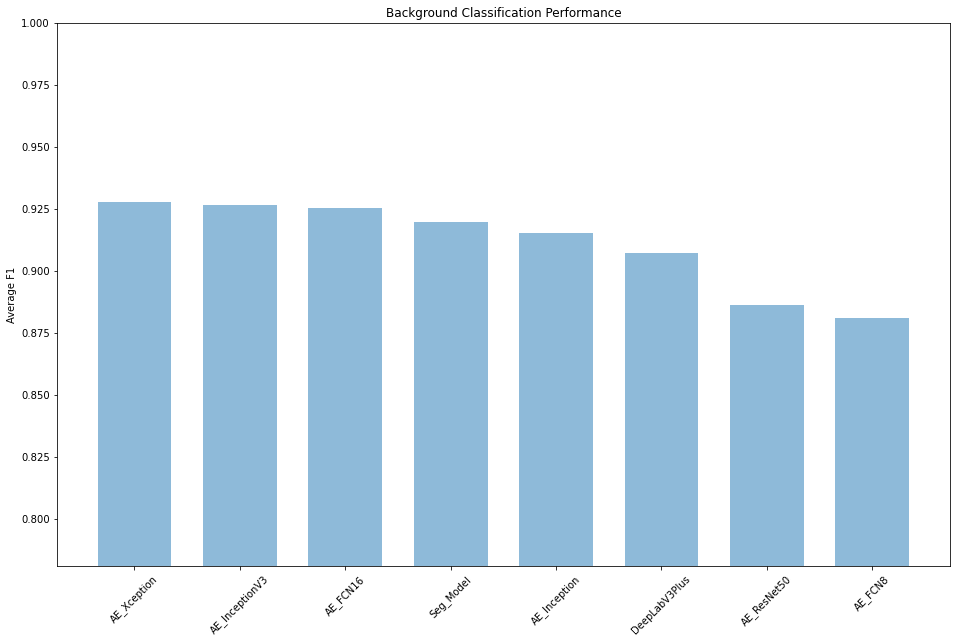 Background Classification Performance
1.000
0.975
0.950
0.925
0.900
0.875
0.850
0.825
0.800
Average F1
AE_Xception
AE_InceptionV3
AE_FCN16
Seg_Model
AE_Inception
DeepLabV3Plus
AE_ResNet50
AE_FCN8